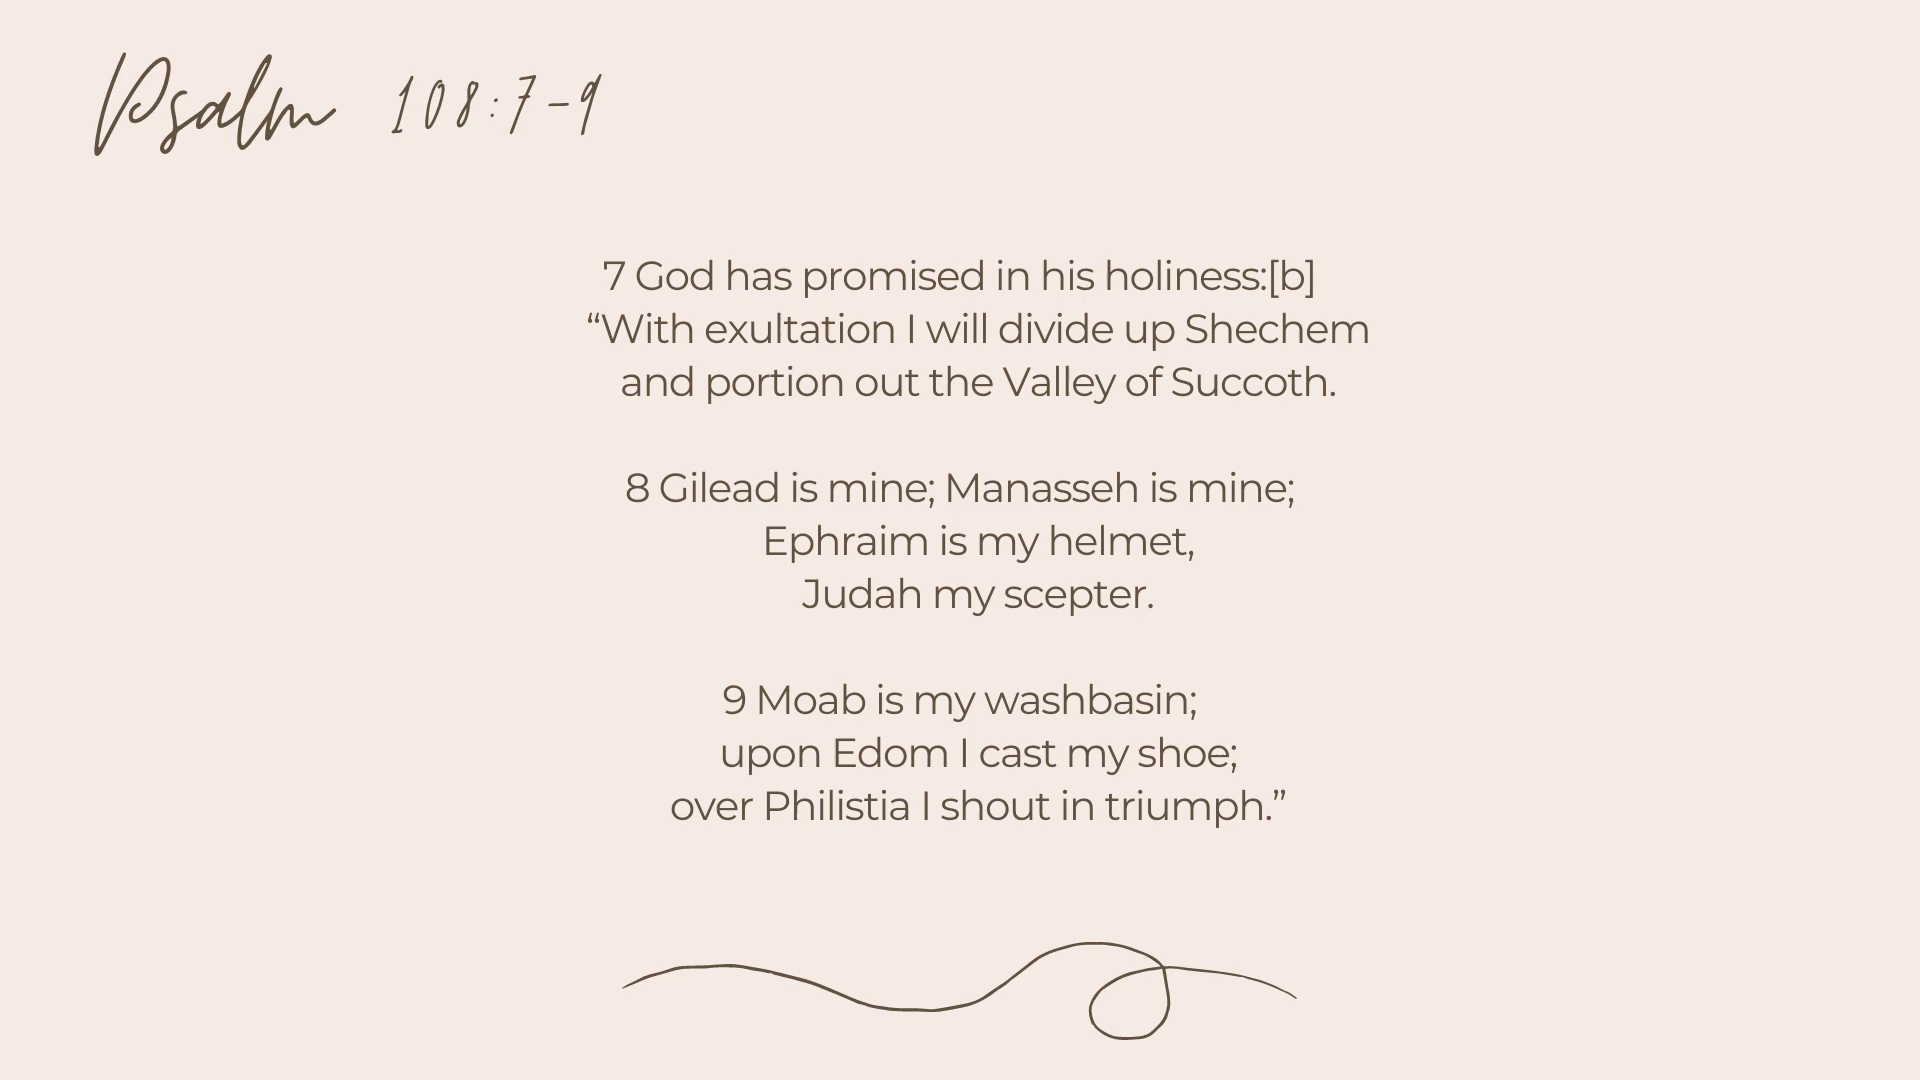 Psalm 108:7-9
7 God has promised in his holiness:[b]
“With exultation I will divide up Shechem
and portion out the Valley of Succoth.
8 Gilead is mine; Manasseh is mine;
Ephraim is my helmet,
Judah my scepter.
9 Moab is my washbasin;
upon Edom I cast my shoe;
over Philistia I shout in triumph.”